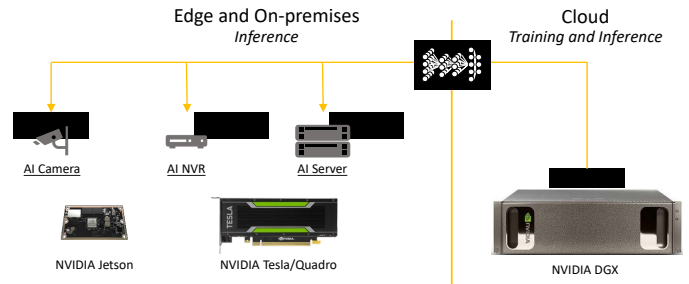 Edge and On-premises
Inference
Cloud
Training and Inference
AI Camera
AI NVR
AI Server
TESLA
NVIDIA
NVIDIA Jetson
NVIDIA Tesla/Quadro
NVIDIA DGX